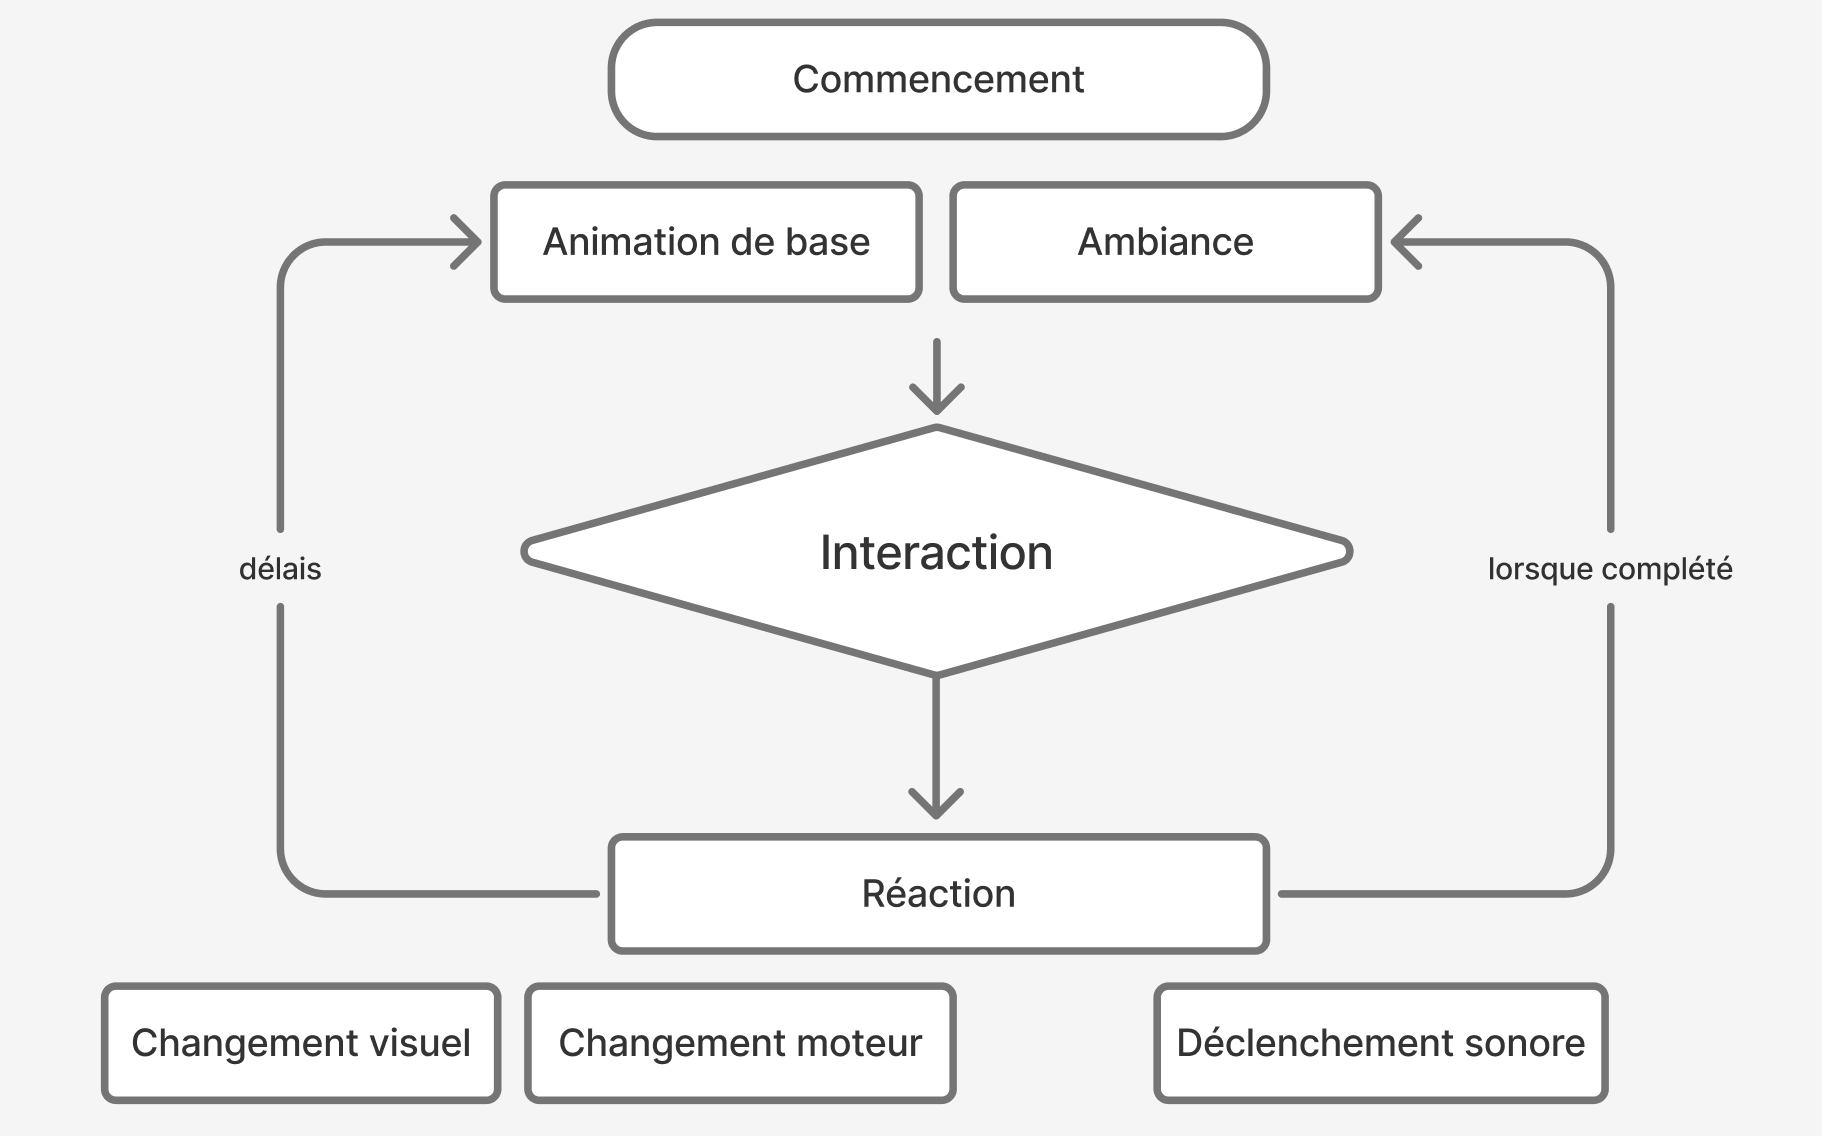 Commencement
Animation de base
Ambiance
Interaction
délais
lorsque complété
Réaction
Changement visuel
Changement moteur
Déclenchement sonore